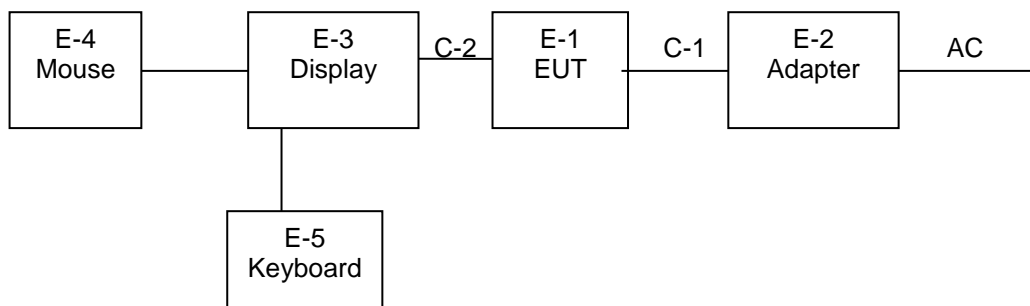 E-4
Mouse
E-3
Display
C-2
E-1
EUT
C-1
E-2
Adapter
AC
E-5
Keyboard